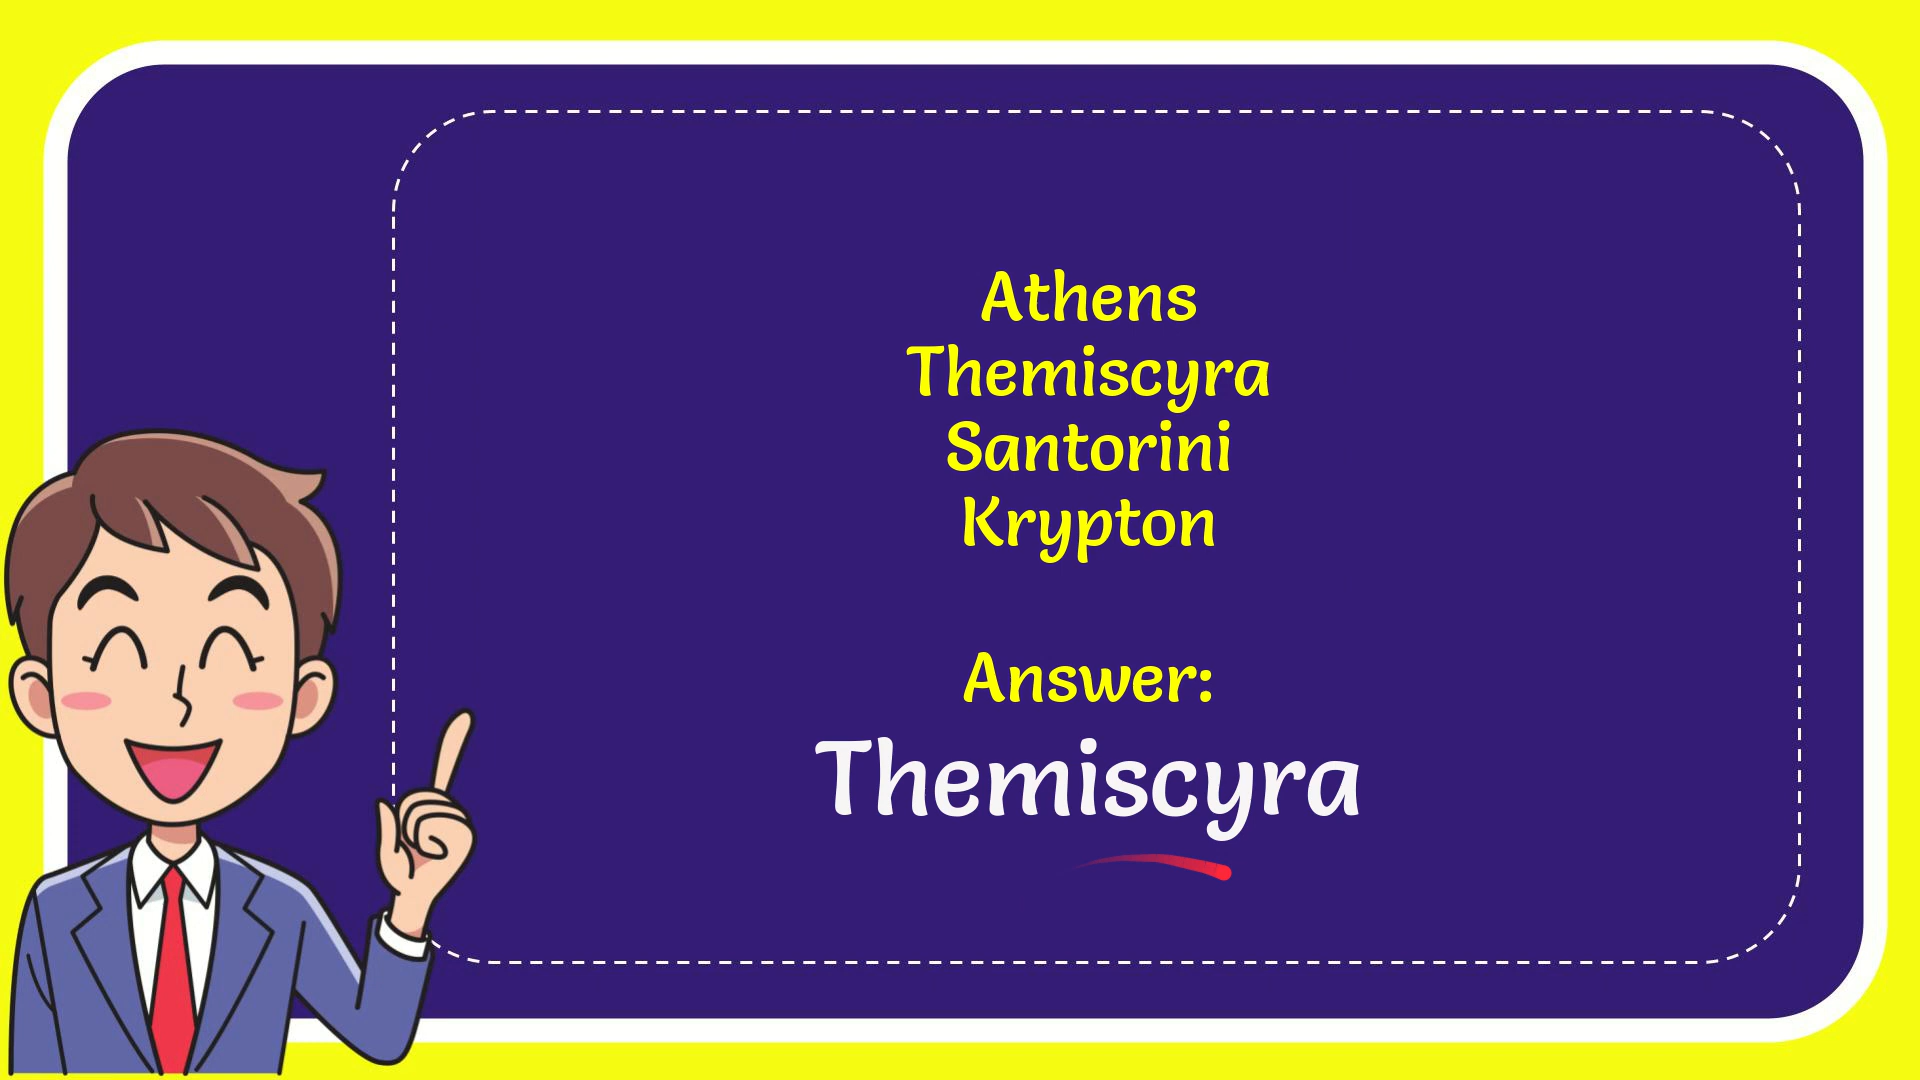 Athens
Themiscyra
Santorini
Krypton
Answer:
Themiscyra